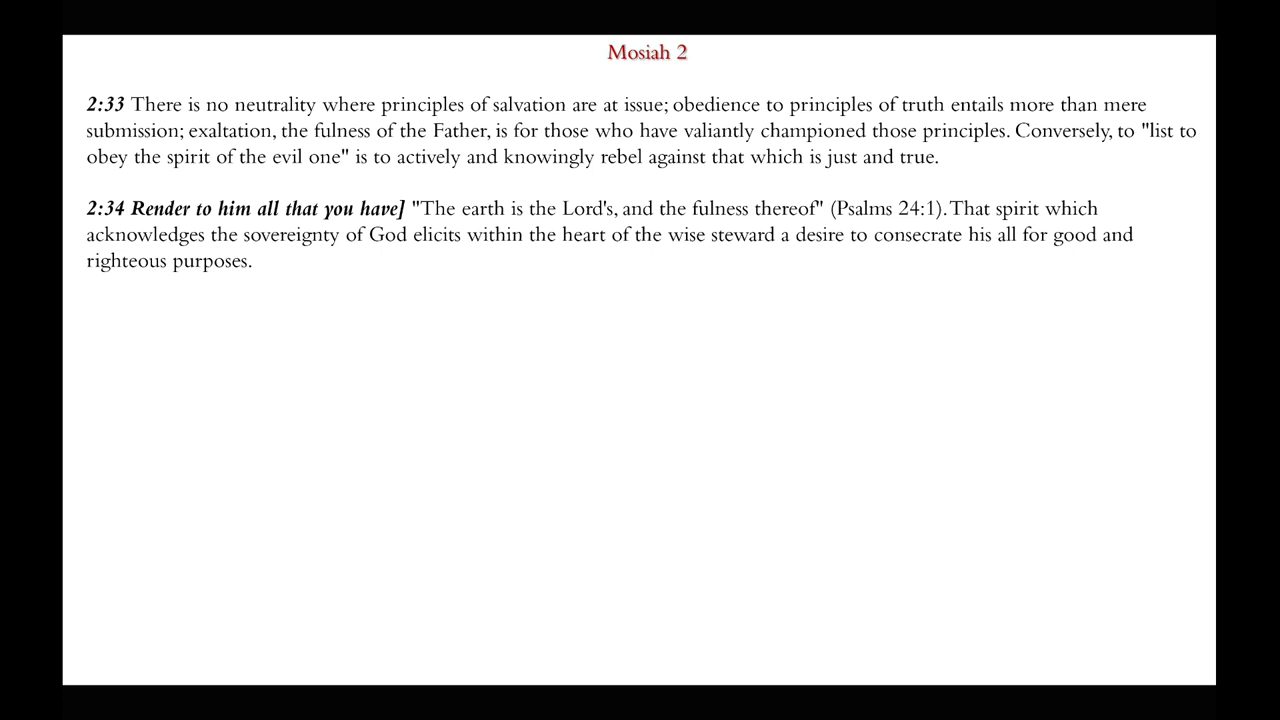 Mosiah 2
2:33 There is no neutrality where principles of salvation are at issue; obedience to principles of truth entails more than mere
submission; exaltation, the fulness of the Father, is for those who have valiantly championed those principles. Conversely, to "list to
obey the spirit of the evil one" is to actively and knowingly rebel against that which is just and true.
2:34 Render to him all that you have] "The earth is the Lord's, and the fulness thereof" (Psalms 24:1). That spirit which
acknowledges the sovereignty of God elicits within the heart of the wise steward a desire to consecrate his all for good and
righteous purposes.